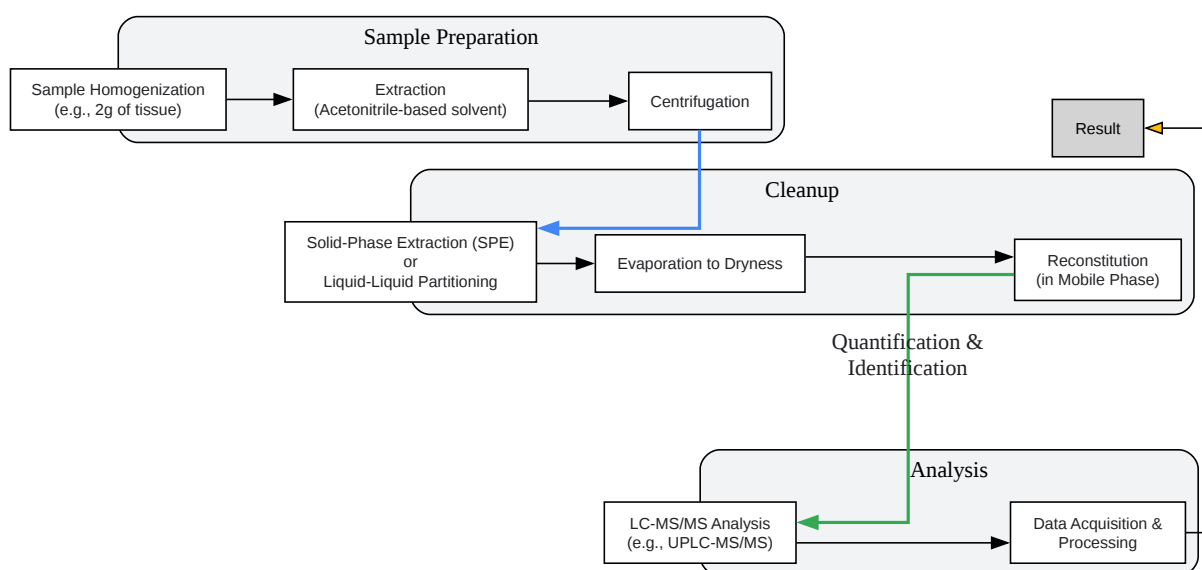 Sample Preparation
Sample Homogenization
(e.g., 2g of tissue)
Extraction
(Acetonitrile-based solvent)
Centrifugation
Result
Cleanup
Solid-Phase Extraction (SPE)
or
Liquid-Liquid Partitioning
Evaporation to Dryness
Reconstitution
(in Mobile Phase)
Quantification &
Identification
Analysis
LC-MS/MS Analysis
(e.g., UPLC-MS/MS)
Data Acquisition &
Processing